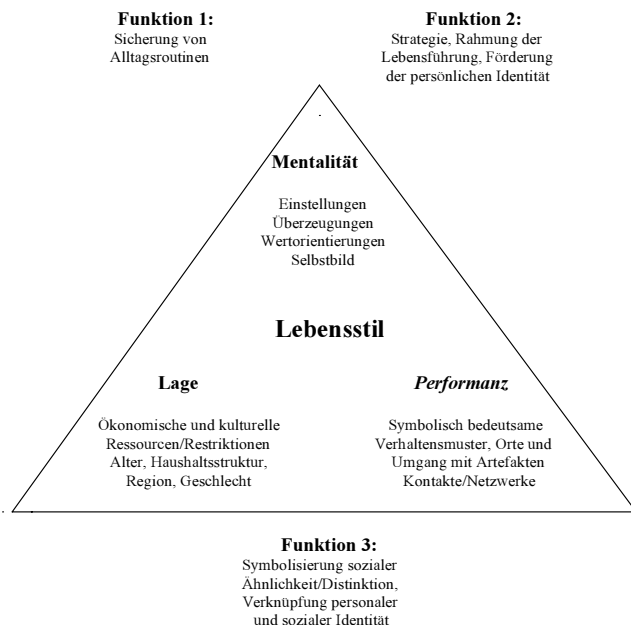 Funktion 1:
Sicherung von
Alltagsroutinen
Funktion 2:
Strategie, Rahmung der
Lebensführung, Förderung
der persönlichen Identität
Mentalität
Einstellungen
Überzeugungen
Wertorientierungen
Selbstbild
Lebensstil
Lage
Ökonomische und kulturelle
Ressourcen/Restriktionen
Alter, Haushaltsstruktur,
Region, Geschlecht
Performanz
Symbolisch bedeutsame
Verhaltensmuster, Orte und
Umgang mit Artefakten
Kontakte/Netzwerke
Funktion 3:
Symbolisierung sozialer
Ähnlichkeit/Distinktion,
Verknüpfung personaler
und sozialer Identität